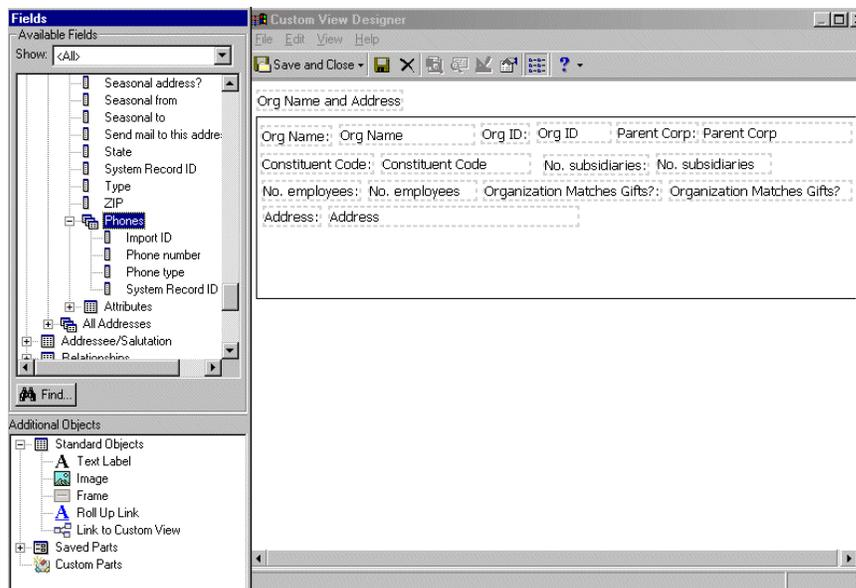 Fields
Available Fields
Show: <All>
Seasonal address?
Seasonal from
Seasonal to
Send mail to this addre
State
System Record ID
Type
ZIP
Phones
Import ID
Phone number
Phone type
System Record ID
Attributes
All Addresses
Addressee/Salutation
Relationships
Find...
Additional Objects
Standard Objects
A Text Label
Image
Frame
A Roll Up Link
Link to Custom View
Saved Parts
Custom Parts
Custom View Designer
File Edit View Help
Save and Close ?
Org Name and Address
Org Name: Org Name Org ID: Org ID Parent Corp: Parent Corp
Constituent Code: Constituent Code No. subsidiaries: No. subsidiaries
No. employees: No. employees Organization Matches Gifts?: Organization Matches Gifts?
Address: Address